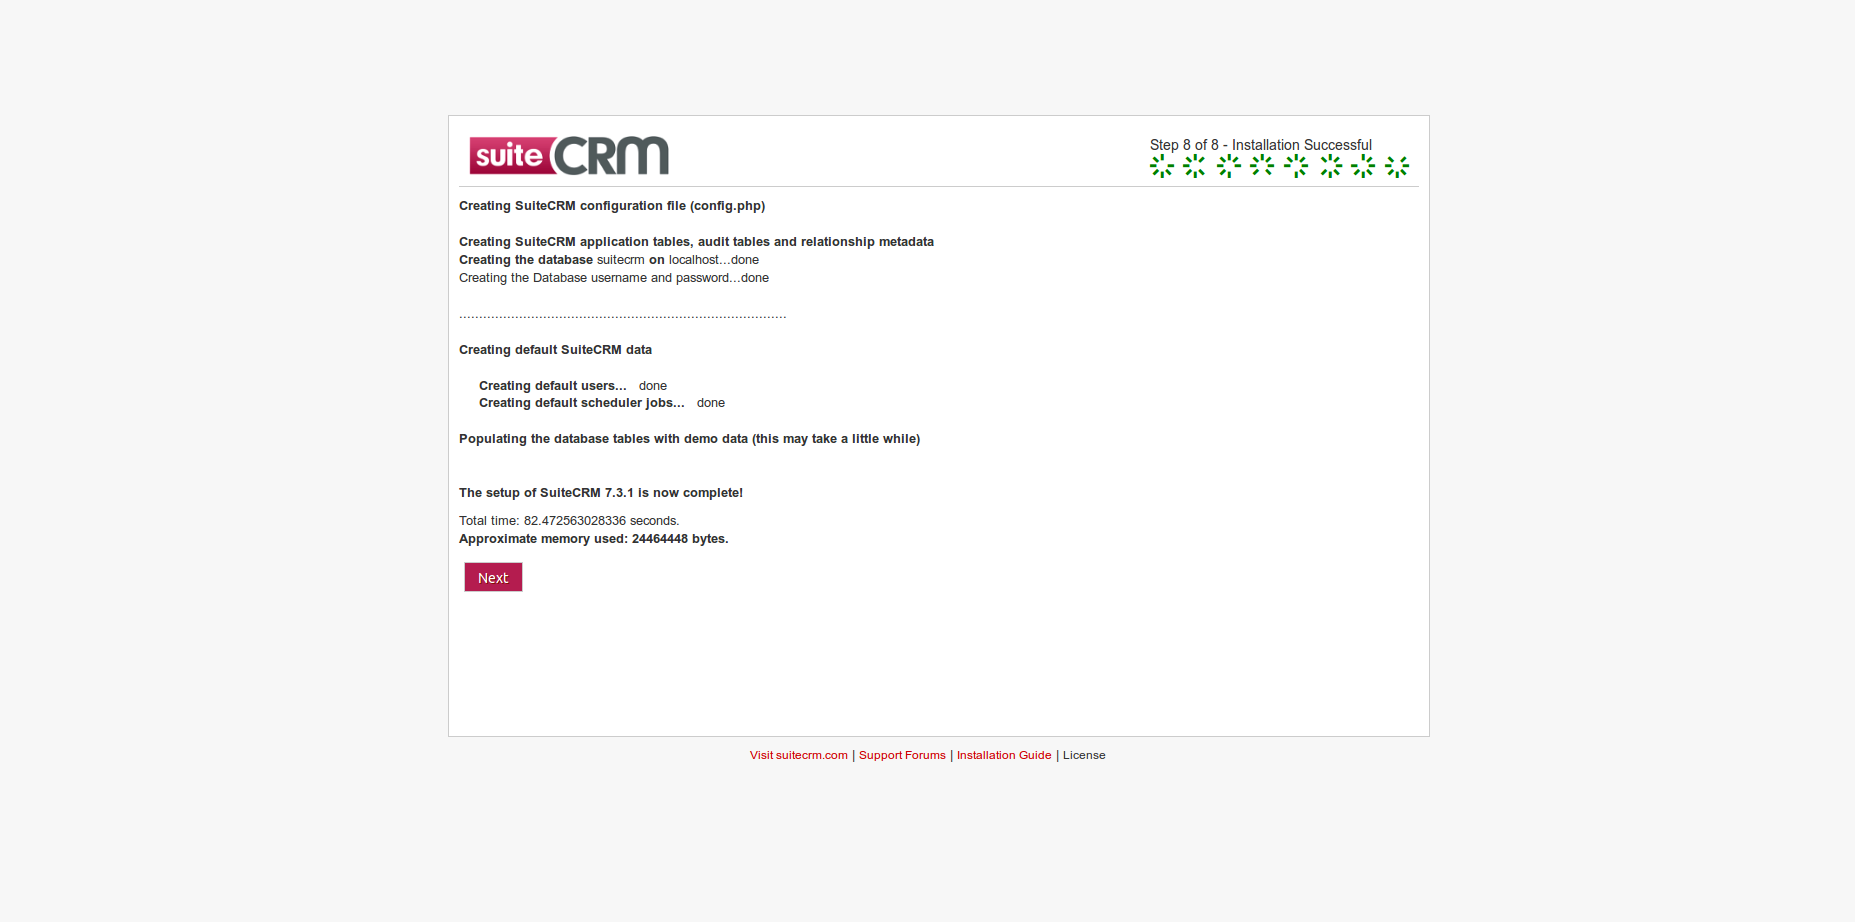 suite CRM
Step 8 of 8 - Installation Successful
Creating SuiteCRM configuration file (config.php)
Creating SuiteCRM application tables, audit tables and relationship metadata
Creating the database suitecrm on localhost...done
Creating the Database username and password...done
..................................................................................
Creating default SuiteCRM data
Creating default users... done
Creating default scheduler jobs... done
Populating the database tables with demo data (this may take a little while)
The setup of SuiteCRM 7.3.1 is now complete!
Total time: 82.472563028336 seconds.
Approximate memory used: 24464448 bytes.
Next
Visit suitecrm.com | Support Forums | Installation Guide | License